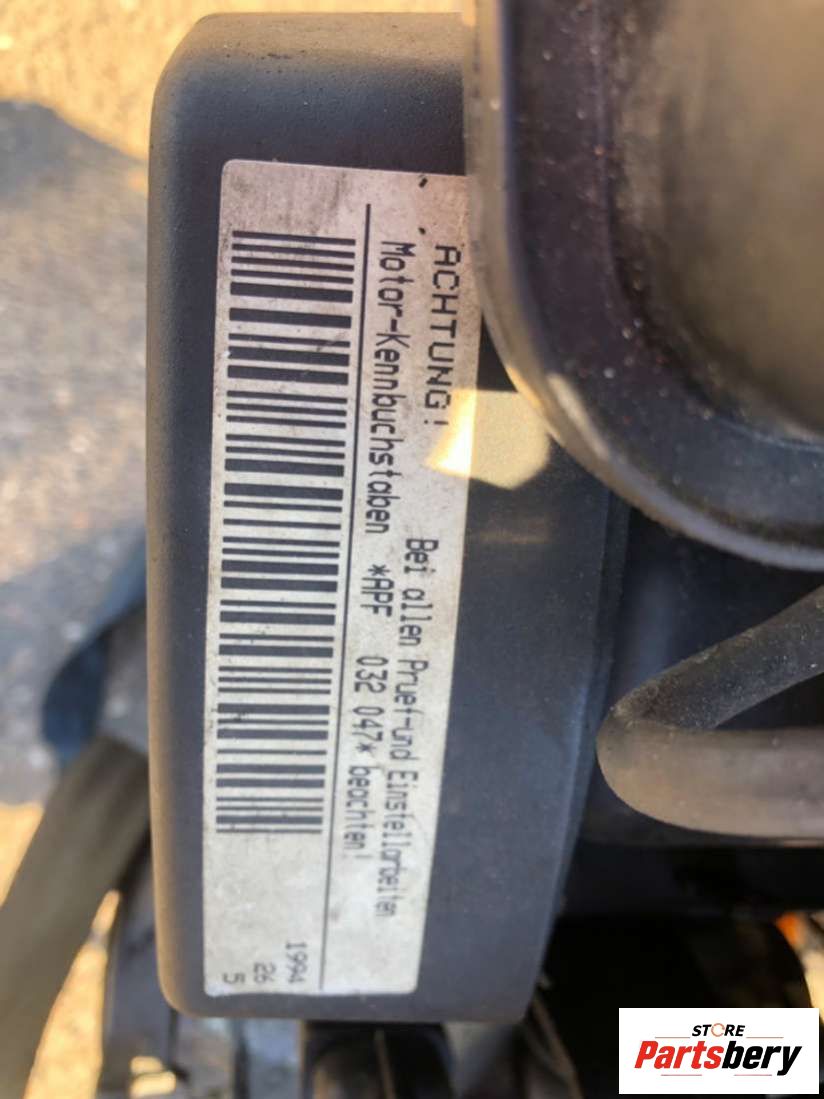 ACHTUNG! Bei allen Pruef-und Einstellarbeiten
Motor-Kennbuchstaben *APF 032 047* beachten!
1994
26
5
STORE
Partsbery